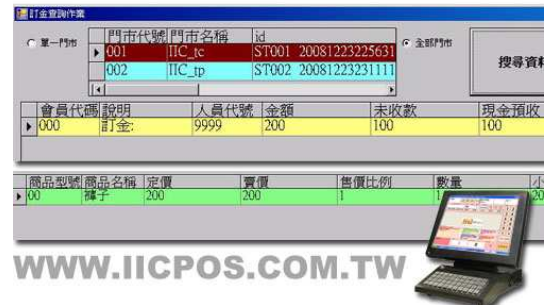 訂金查詢作業
單一門市
門市代號 門市名稱 id
001 IIC_tc ST001 20081223225631
002 IIC_tp ST002 20081223231111
全部門市
搜尋資料
會員代碼 說明 人員代號 金額 未收款 現金預收
000 訂金: 9999 200 100 100
商品型號 商品名稱 定價 賣價 售價比例 數量 小
00 褲子 200 200 1 1 20
WWW.IICPOS.COM.TW